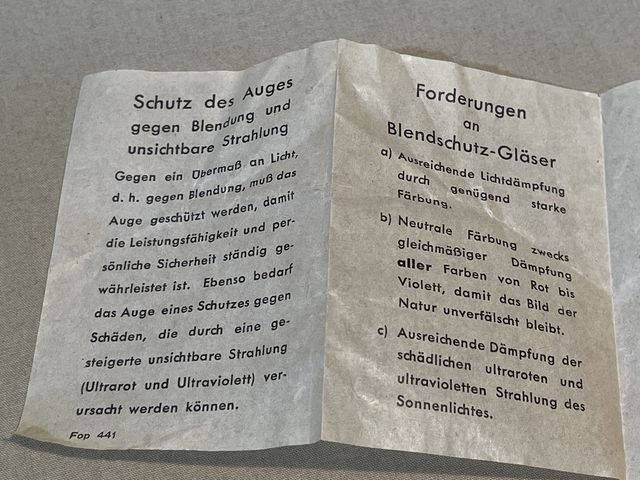 Schutz des Auges
gegen Blendung und
unsichtbare Strahlung
Gegen ein Übermaß an Licht,
d. h. gegen Blendung, muß das
Auge geschützt werden, damit
die Leistungsfähigkeit und per-
sönliche Sicherheit ständig ge-
währleistet ist. Ebenso bedarf
das Auge eines Schutzes gegen
Schäden, die durch eine ge-
steigerte unsichtbare Strahlung
(Ultrarot und Ultraviolett) ver-
ursacht werden können.
Fop 441
Forderungen
an
Blendschutz-Gläser
a) Ausreichende Lichtdämpfung
durch genügend starke
Färbung.
b) Neutrale Färbung zwecks
gleichmäßiger Dämpfung
aller Farben von Rot bis
Violett, damit das Bild der
Natur unverfälscht bleibt.
c) Ausreichende Dämpfung der
schädlichen ultraroten und
ultravioletten Strahlung des
Sonnenlichtes.